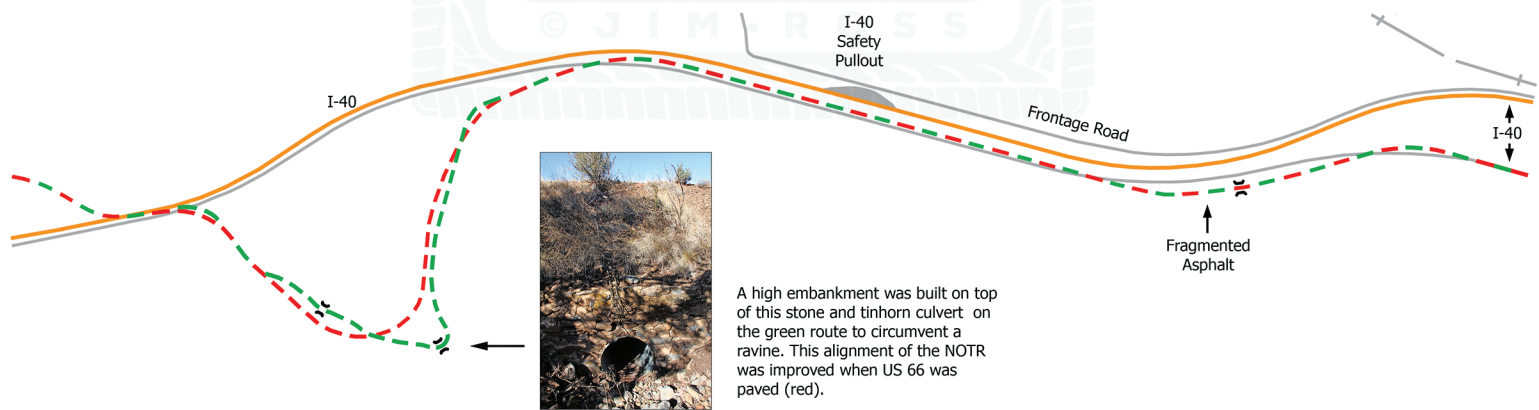 © JIM•ROSS
I-40
Safety
Pullout
I-40
Frontage Road
I-40
Fragmented
Asphalt
A high embankment was built on top
of this stone and tinhorn culvert on
the green route to circumvent a
ravine. This alignment of the NOTR
was improved when US 66 was
paved (red).